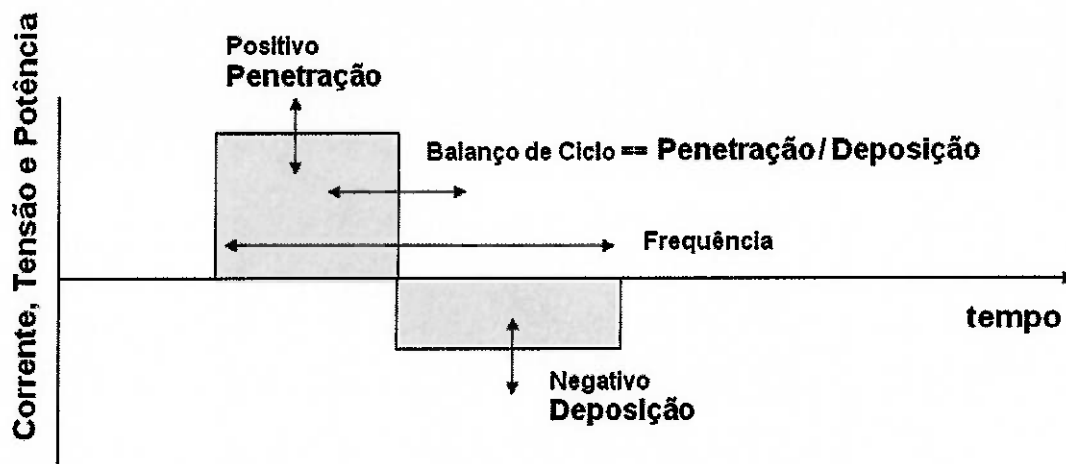 Corrente, Tensão e Potência
Positivo
Penetração
Balanço de Ciclo == Penetração/Deposição
Frequência
tempo
Negativo
Deposição